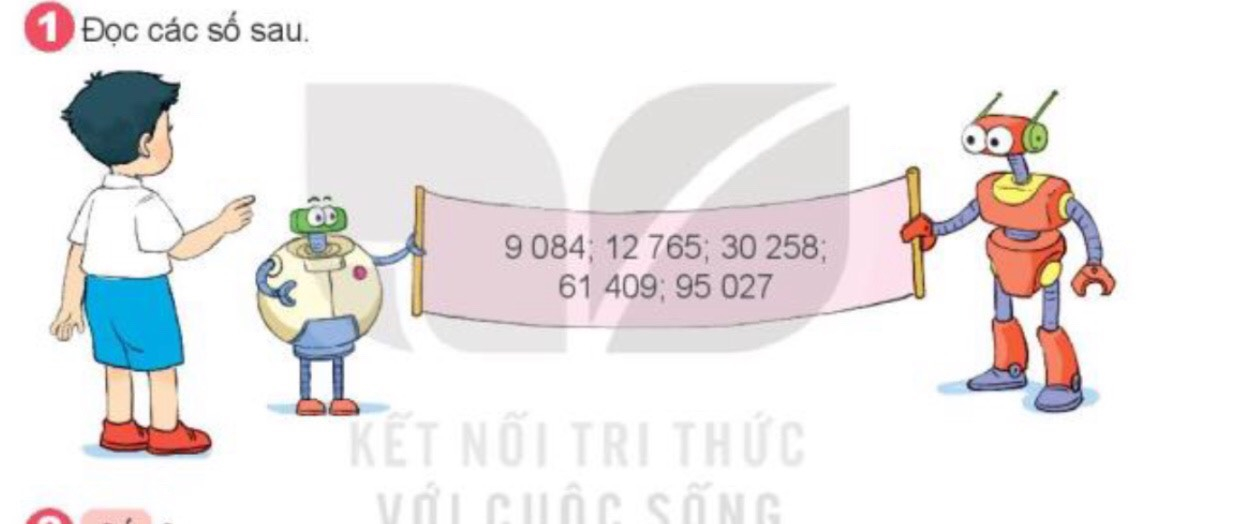 1 Đọc các số sau.
9 084; 12 765; 30 258;
61 409; 95 027
KẾT NỐI TRI THỨC
VỚI CUỘC SỐNG